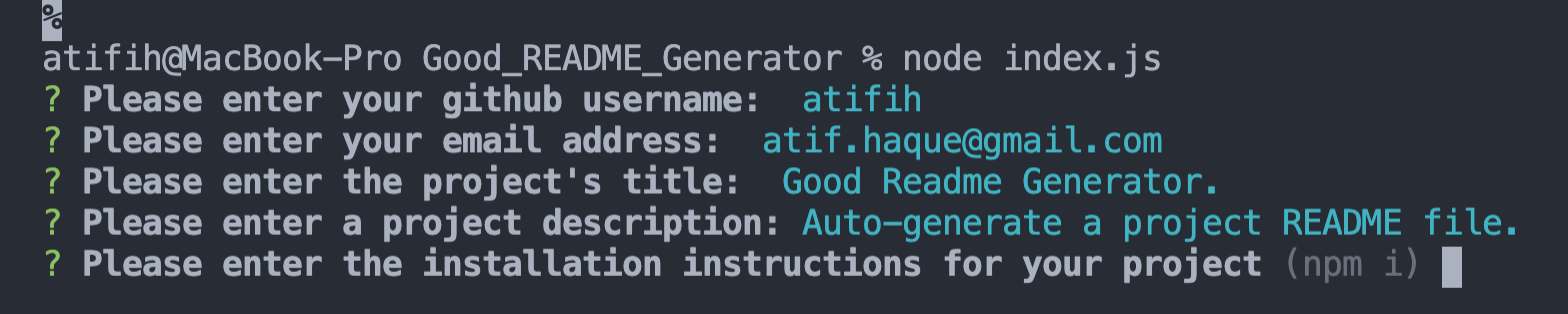 %
atifih@MacBook-Pro Good_README_Generator % node index.js
? Please enter your github username:  atifih
? Please enter your email address:  atif.haque@gmail.com
? Please enter the project's title:  Good Readme Generator.
? Please enter a project description: Auto-generate a project README file.
? Please enter the installation instructions for your project (npm i)